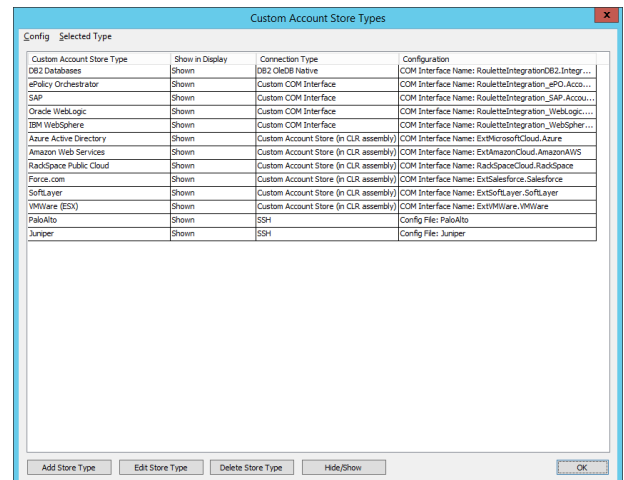 Custom Account Store Types
x
Config Selected Type
Custom Account Store Type Show in Display Connection Type Configuration
DB2 Databases Shown DB2 OleDB Native COM Interface Name: RouletteIntegrationDB2.Integr...
ePolicy Orchestrator Shown Custom COM Interface COM Interface Name: RouletteIntegration_ePO.Acco...
SAP Shown Custom COM Interface COM Interface Name: RouletteIntegration_SAP.Accou...
Oracle WebLogic Shown Custom COM Interface COM Interface Name: RouletteIntegration_WebLogic....
IBM WebSphere Shown Custom COM Interface COM Interface Name: RouletteIntegration_WebSpher...
Azure Active Directory Shown Custom Account Store (in CLR assembly) COM Interface Name: ExtMicrosoftCloud.Azure
Amazon Web Services Shown Custom Account Store (in CLR assembly) COM Interface Name: ExtAmazonCloud.AmazonAWS
RackSpace Public Cloud Shown Custom Account Store (in CLR assembly) COM Interface Name: RackSpaceCloud.RackSpace
Force.com Shown Custom Account Store (in CLR assembly) COM Interface Name: ExtSalesforce.Salesforce
SoftLayer Shown Custom Account Store (in CLR assembly) COM Interface Name: ExtSoftLayer.SoftLayer
VMWare (ESX) Shown Custom Account Store (in CLR assembly) COM Interface Name: ExtVMWare.VMWare
PaloAlto Shown SSH Config File: PaloAlto
Juniper Shown SSH Config File: Juniper
Add Store Type Edit Store Type Delete Store Type Hide/Show OK